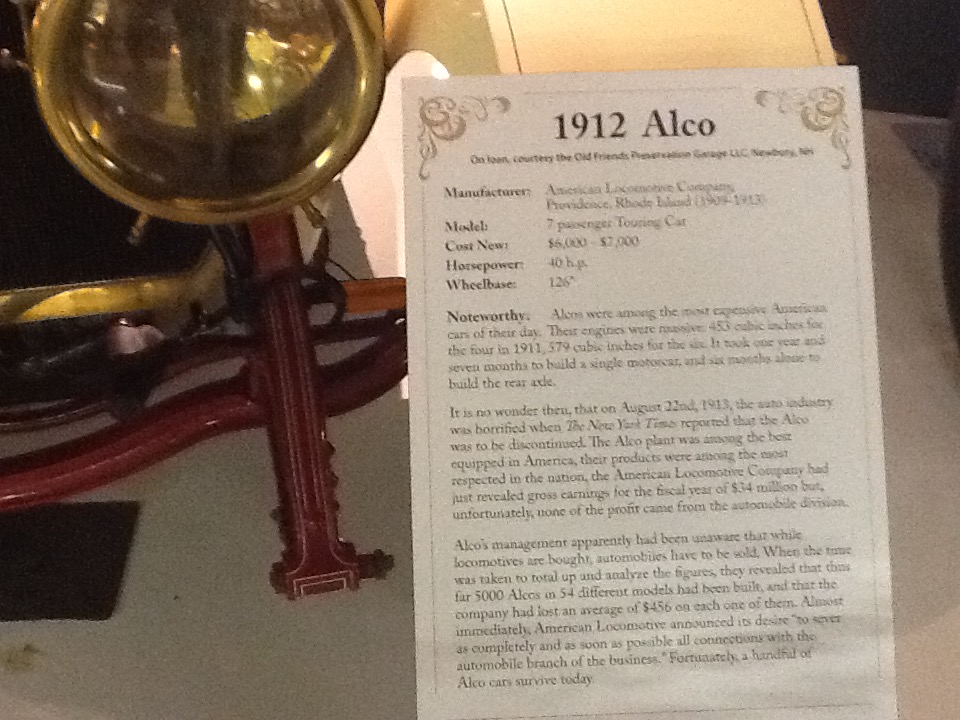 1912 Alco
On loan, courtesy the Old Friends Preservation Garage LLC, Newbury, NH
Manufacturer: American Locomotive Company,
Providence, Rhode Island (1909-1913)
Model: 7 passenger Touring Car
Cost New: $6,000 - $7,000
Horsepower: 40 h.p.
Wheelbase: 126"
Noteworthy: Alcos were among the most expensive American
cars of their day. Their engines were massive: 453 cubic inches for
the four in 1911, 579 cubic inches for the six. It took one year and
seven months to build a single motorcar, and six months alone to
build the rear axle.
It is no wonder then, that on August 22nd, 1913, the auto industry
was horrified when The New York Times reported that the Alco
was to be discontinued. The Alco plant was among the best
equipped in America, their products were among the most
respected in the nation, the American Locomotive Company had
just revealed gross earnings for the fiscal year of $34 million but,
unfortunately, none of the profit came from the automobile division.
Alco's management apparently had been unaware that while
locomotives are bought, automobiles have to be sold. When the time
was taken to total up and analyze the figures, they revealed that thus
far 5000 Alcos in 54 different models had been built, and that the
company had lost an average of $456 on each one of them. Almost
immediately, American Locomotive announced its desire "to sever
as completely and as soon as possible all connections with the
automobile branch of the business." Fortunately, a handful of
Alco cars survive today.